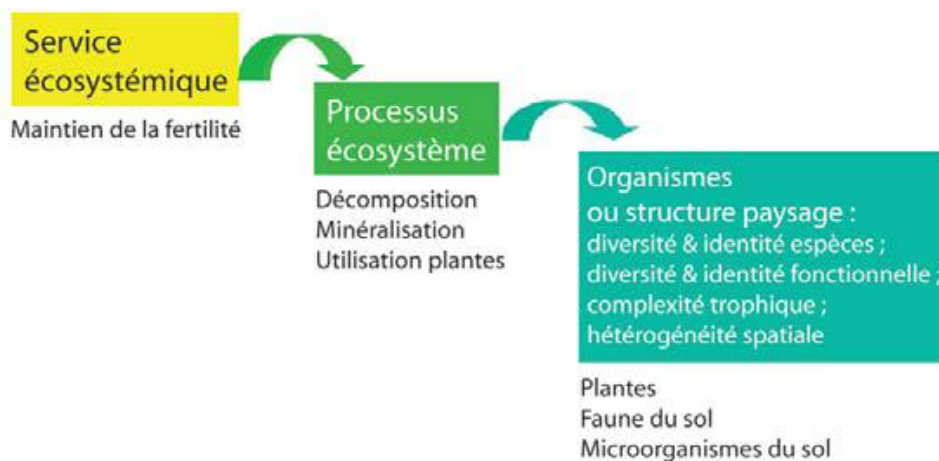 Service
écosystémique
Maintien de la fertilité
Processus
écosystème
Décomposition
Minéralisation
Utilisation plantes
Organismes
ou structure paysage :
diversité & identité espèces ;
diversité & identité fonctionnelle ;
complexité trophique ;
hétérogénéité spatiale
Plantes
Faune du sol
Microorganismes du sol